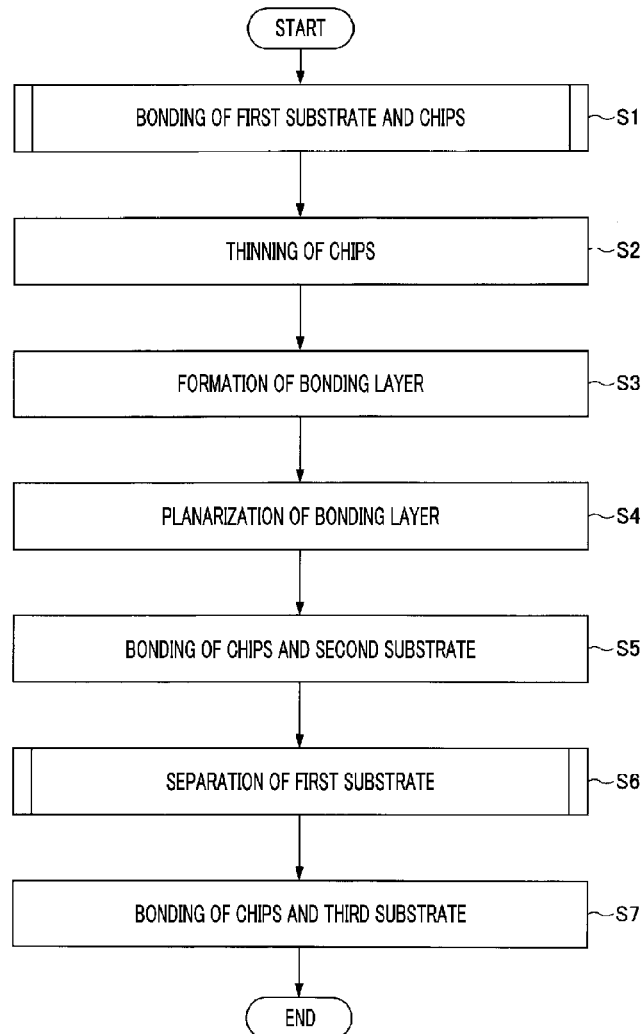 START
BONDING OF FIRST SUBSTRATE AND CHIPS S1
THINNING OF CHIPS S2
FORMATION OF BONDING LAYER S3
PLANARIZATION OF BONDING LAYER S4
BONDING OF CHIPS AND SECOND SUBSTRATE S5
SEPARATION OF FIRST SUBSTRATE S6
BONDING OF CHIPS AND THIRD SUBSTRATE S7
END